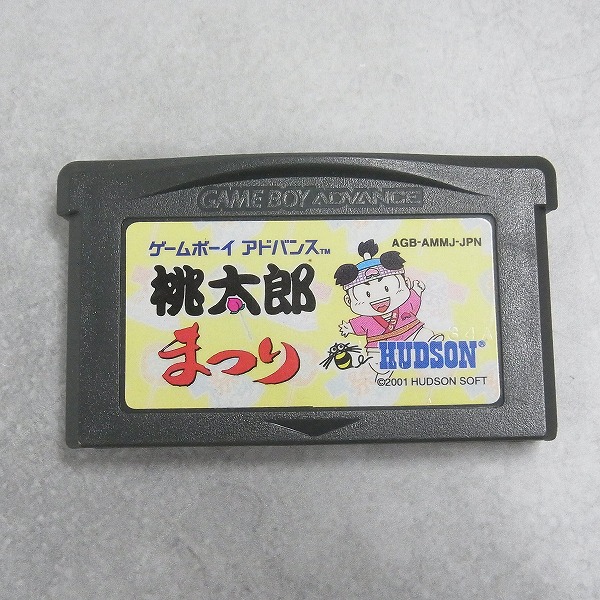 GAME BOY ADVANCE
ゲームボーイ アドバンス™
AGB-AMMJ-JPN
桃太郎
まつり
HUDSON®
©2001 HUDSON SOFT